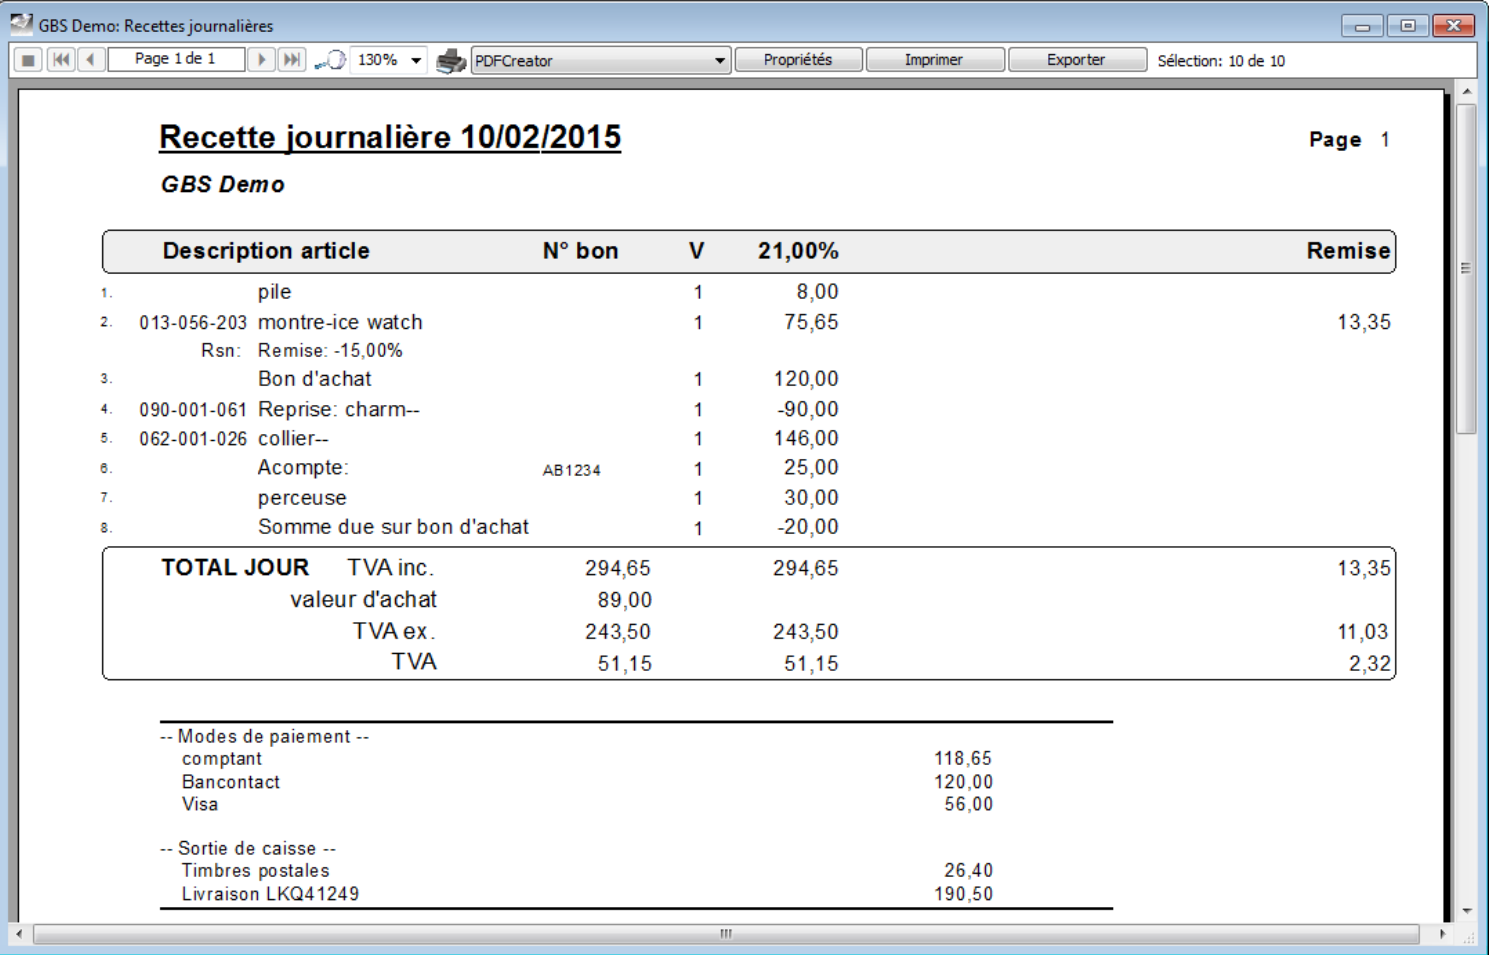 GBS Demo: Recettes journalières
Page 1 de 1 130% PDFCreator Propriétés Imprimer Exporter Sélection: 10 de 10
Recette journalière 10/02/2015 Page 1
GBS Demo
Description article N° bon V 21,00% Remise
1. pile 1 8,00
2. 013-056-203 montre-ice watch 1 75,65 13,35
Rsn: Remise: -15,00%
3. Bon d'achat 1 120,00
4. 090-001-061 Reprise: charm-- 1 -90,00
5. 062-001-026 collier-- 1 146,00
6. Acompte: AB1234 1 25,00
7. perceuse 1 30,00
8. Somme due sur bon d'achat 1 -20,00
TOTAL JOUR TVA inc. 294,65 294,65 13,35
valeur d'achat 89,00
TVA ex. 243,50 243,50 11,03
TVA 51,15 51,15 2,32
-- Modes de paiement --
comptant 118,65
Bancontact 120,00
Visa 56,00
-- Sortie de caisse --
Timbres postales 26,40
Livraison LKQ41249 190,50